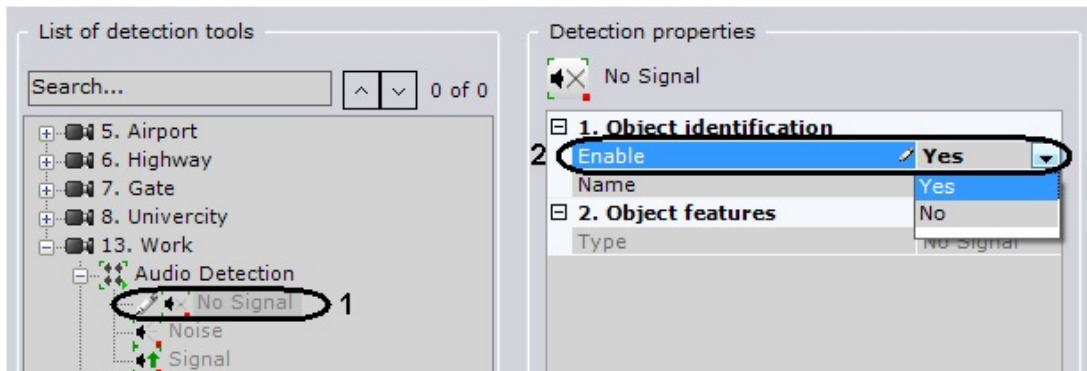 List of detection tools
Search...
0 of 0
5. Airport
6. Highway
7. Gate
8. Univercity
13. Work
Audio Detection
No Signal 1
Noise
Signal
Detection properties
No Signal
1. Object identification
2 Enable Yes
Name Yes
No
2. Object features
Type No Signal